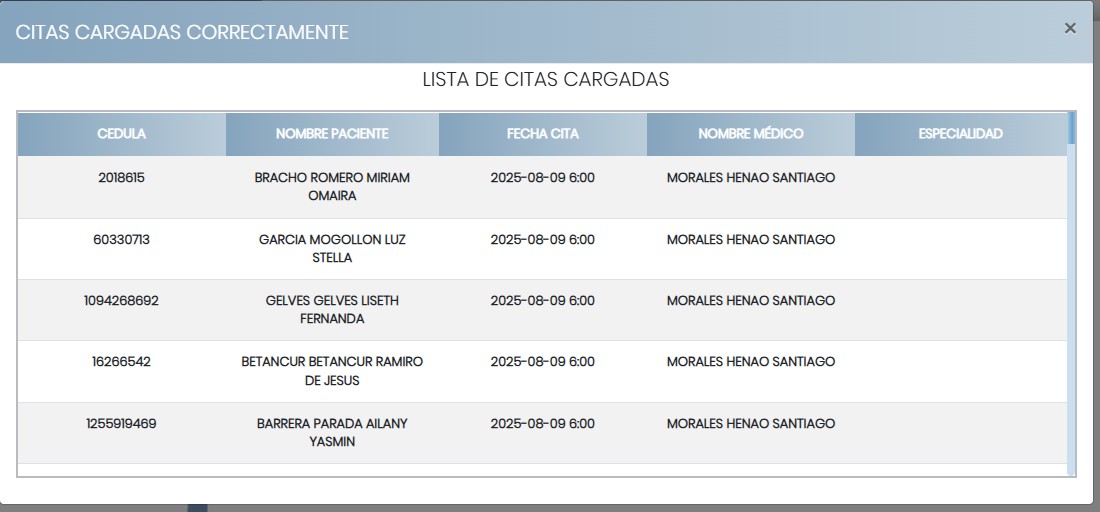 CITAS CARGADAS CORRECTAMENTE ×
LISTA DE CITAS CARGADAS
CEDULA NOMBRE PACIENTE FECHA CITA NOMBRE MÉDICO ESPECIALIDAD
2018615 BRACHO ROMERO MIRIAM 2025-08-09 6:00 MORALES HENAO SANTIAGO
OMAIRA
60330713 GARCIA MOGOLLON LUZ 2025-08-09 6:00 MORALES HENAO SANTIAGO
STELLA
1094268692 GELVES GELVES LISETH 2025-08-09 6:00 MORALES HENAO SANTIAGO
FERNANDA
16266542 BETANCUR BETANCUR RAMIRO 2025-08-09 6:00 MORALES HENAO SANTIAGO
DE JESUS
1255919469 BARRERA PARADA AILANY 2025-08-09 6:00 MORALES HENAO SANTIAGO
YASMIN